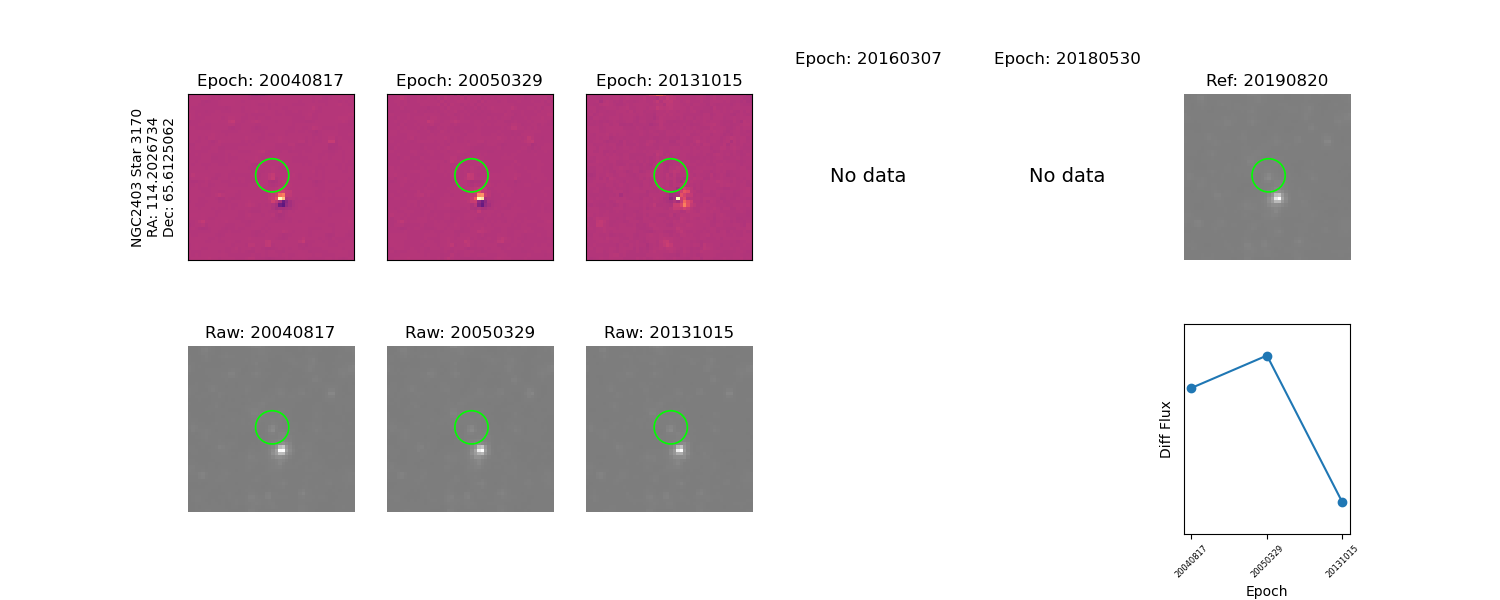 Epoch: 20040817
Epoch: 20050329
Epoch: 20131015
Epoch: 20160307
Epoch: 20180530
Ref: 20190820
NGC2403 Star 3170
RA: 114.2026734
Dec: 65.6125062
No data
No data
Raw: 20040817
Raw: 20050329
Raw: 20131015
Diff Flux
20040817
20050329
20131015
Epoch